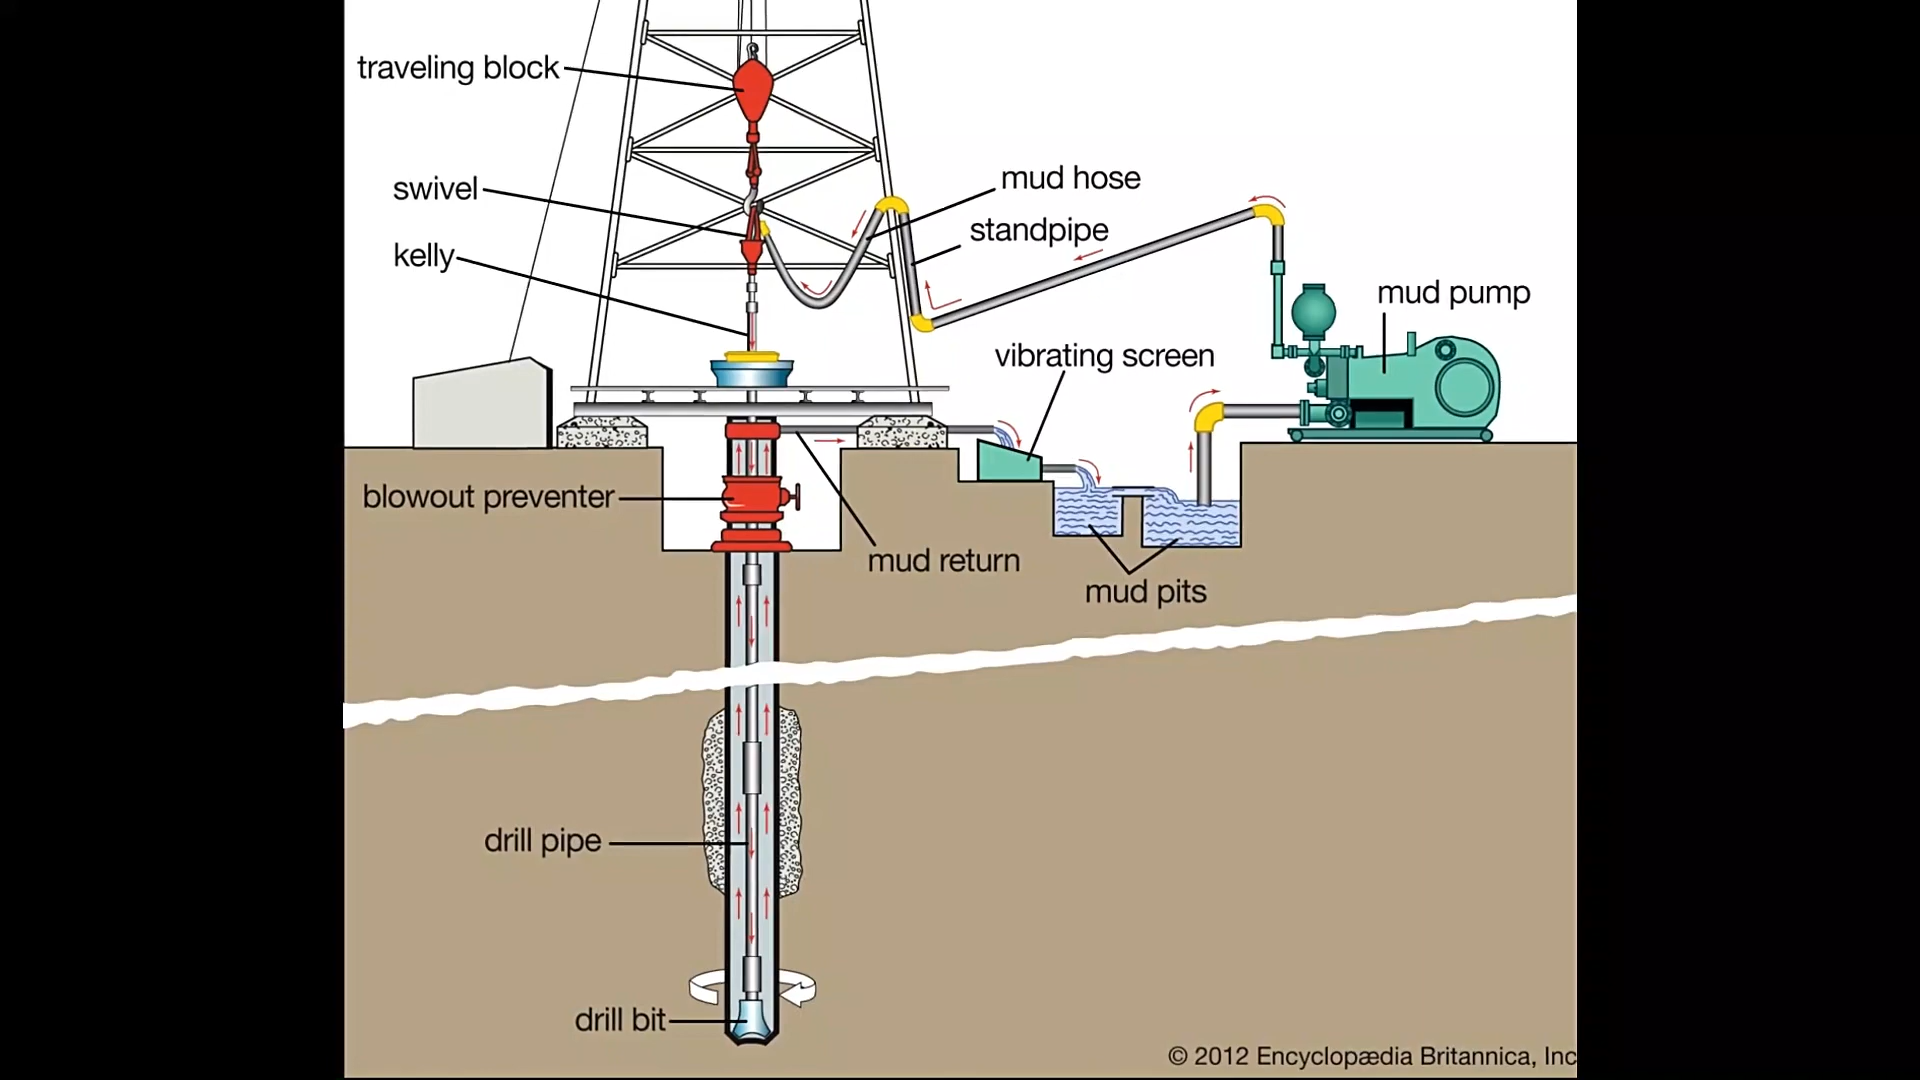 traveling block
swivel
mud hose
standpipe
kelly
mud pump
vibrating screen
blowout preventer
mud return
mud pits
drill pipe
drill bit
© 2012 Encyclopædia Britannica, Inc